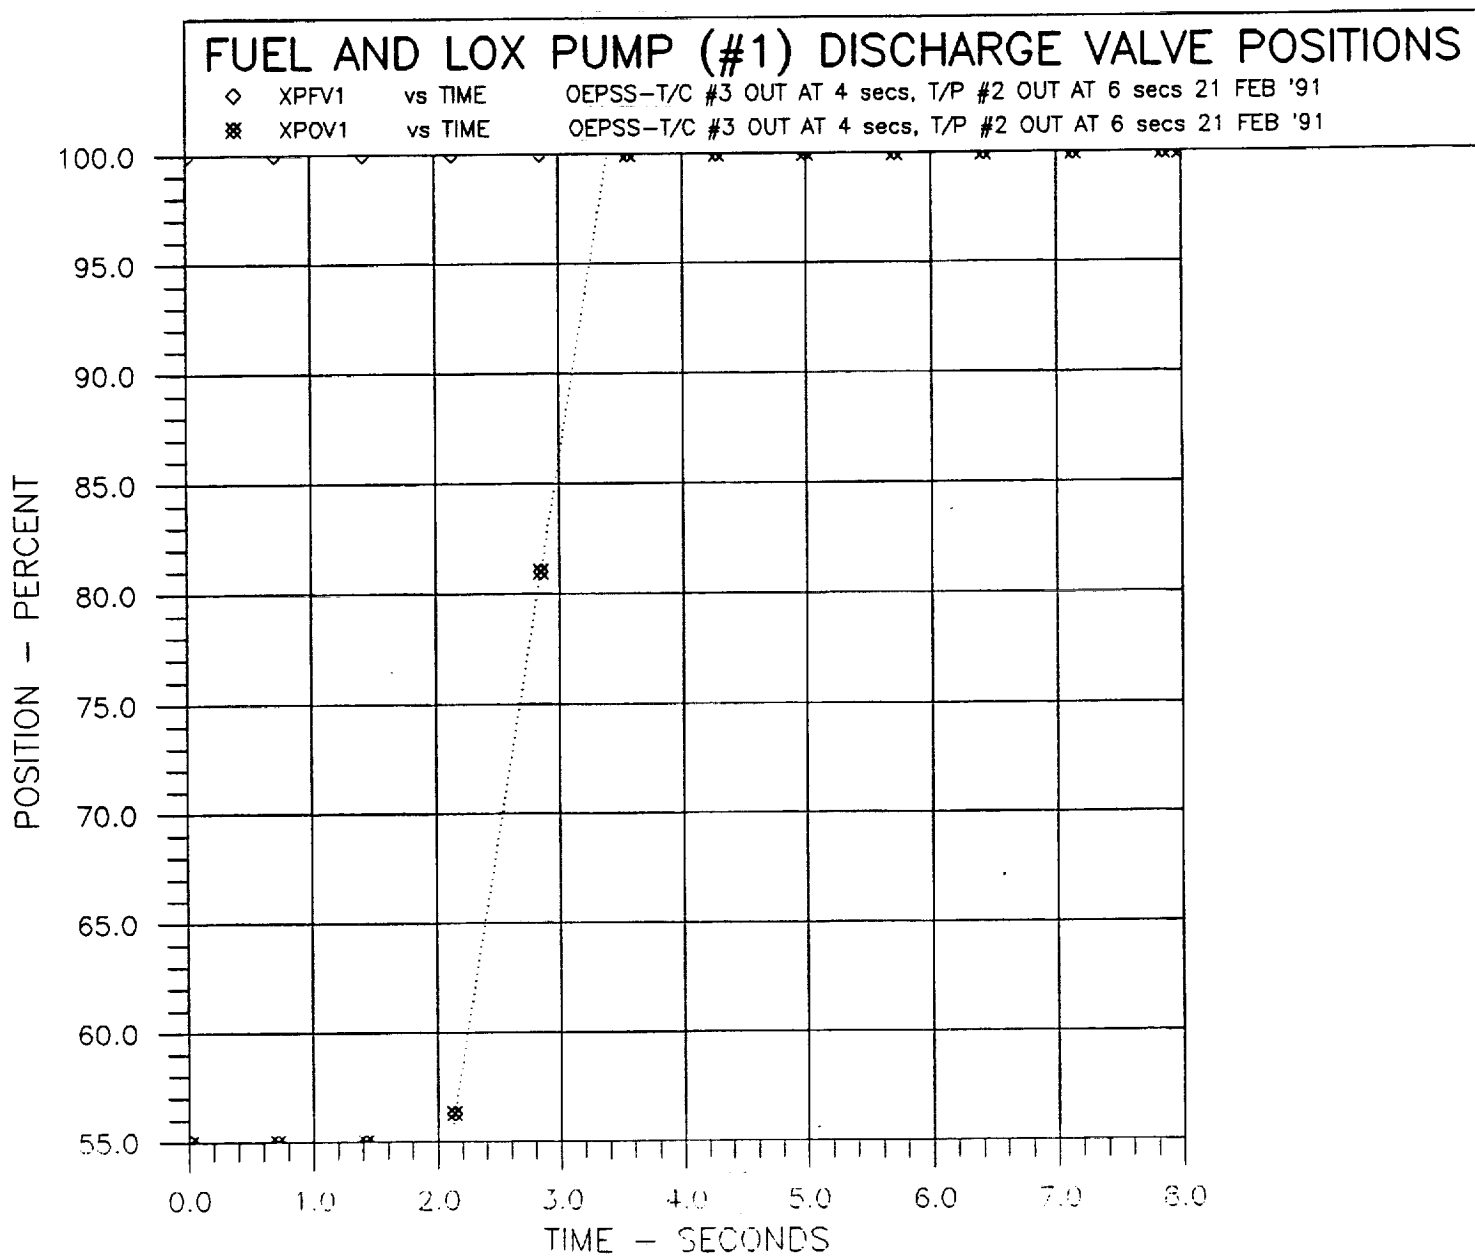 FUEL AND LOX PUMP (#1) DISCHARGE VALVE POSITIONS
XPFV1 vs TIME OEPSS-T/C #3 OUT AT 4 secs, T/P #2 OUT AT 6 secs 21 FEB '91
XPOV1 vs TIME OEPSS-T/C #3 OUT AT 4 secs, T/P #2 OUT AT 6 secs 21 FEB '91
100.0
95.0
90.0
85.0
80.0
75.0
70.0
65.0
60.0
55.0
POSITION - PERCENT
0.0 1.0 2.0 3.0 4.0 5.0 6.0 7.0 8.0
TIME - SECONDS